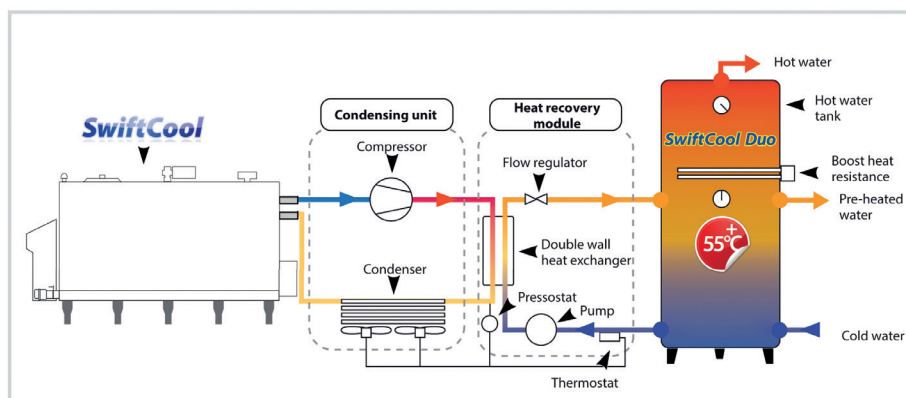 SwiftCool
Condensing unit
Compressor
Condenser
Heat recovery
module
Flow regulator
Double wall
heat exchanger
Pressostat
Pump
Thermostat
Hot water
Hot water
tank
SwiftCool Duo
Boost heat
resistance
Pre-heated
water
+
55°C
Cold water